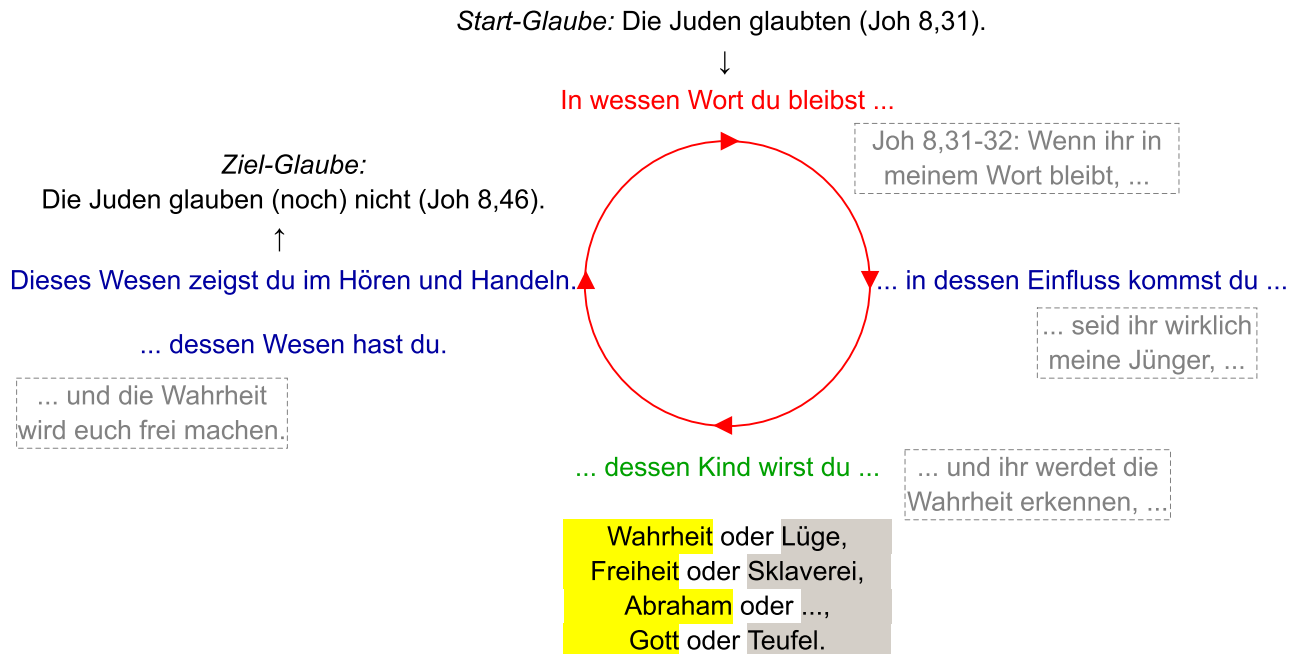 Start-Glaube: Die Juden glaubten (Joh 8,31).
↓
In wessen Wort du bleibst ...
Joh 8,31-32: Wenn ihr in
meinem Wort bleibt, ...
Ziel-Glaube:
Die Juden glauben (noch) nicht (Joh 8,46).
↑
Dieses Wesen zeigst du im Hören und Handeln.
... in dessen Einfluss kommst du ...
... seid ihr wirklich
meine Jünger, ...
... dessen Wesen hast du.
... und die Wahrheit
wird euch frei machen.
... dessen Kind wirst du ...
... und ihr werdet die
Wahrheit erkennen, ...
Wahrheit oder Lüge,
Freiheit oder Sklaverei,
Abraham oder ...,
Gott oder Teufel.